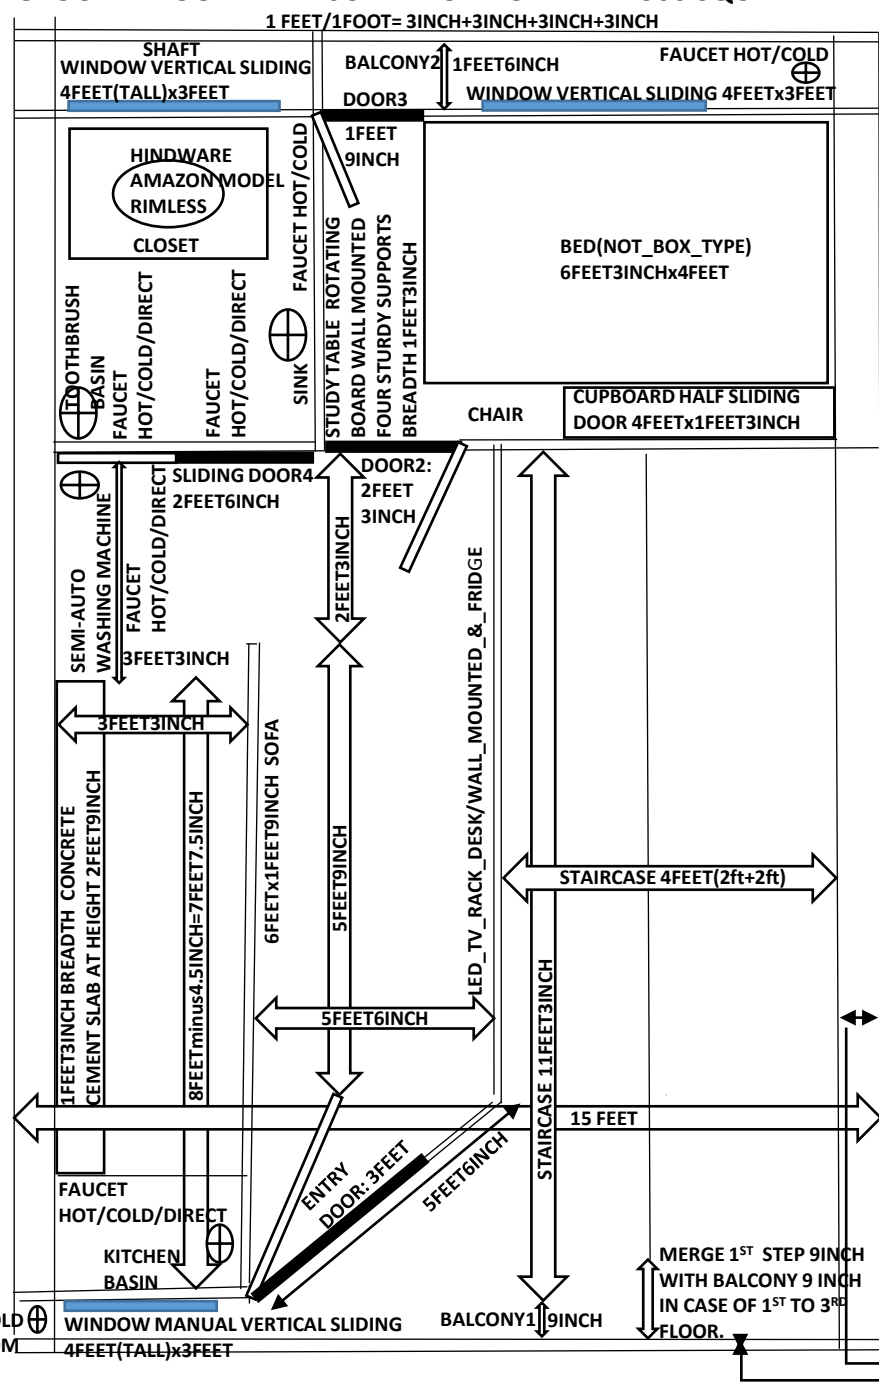 1 FEET/1FOOT= 3INCH+3INCH+3INCH+3INCH
SHAFT
WINDOW VERTICAL SLIDING
4FEET(TALL)x3FEET
BALCONY2
1FEET6INCH
FAUCET HOT/COLD
WINDOW VERTICAL SLIDING 4FEETx3FEET
DOOR3
1FEET
9INCH
HINDWARE
AMAZON MODEL
RIMLESS
CLOSET
FAUCET HOT/COLD
SINK
STUDY TABLE ROTATING
BOARD WALL MOUNTED
FOUR STURDY SUPPORTS
BREADTH 1FEET3INCH
BED(NOT_BOX_TYPE)
6FEET3INCHx4FEET
TOOTHBRUSH
BASIN
FAUCET
HOT/COLD/DIRECT
FAUCET
HOT/COLD/DIRECT
CHAIR
CUPBOARD HALF SLIDING
DOOR 4FEETx1FEET3INCH
SLIDING DOOR4
2FEET6INCH
DOOR2:
2FEET
3INCH
SEMI-AUTO
WASHING MACHINE
FAUCET
HOT/COLD/DIRECT
3FEET3INCH
2FEET3INCH
3FEET3INCH
1FEET3INCH BREADTH CONCRETE
CEMENT SLAB AT HEIGHT 2FEET9INCH
8FEETminus4.5INCH=7FEET7.5INCH
6FEETx1FEET9INCH SOFA
5FEET9INCH
LED_TV_RACK_DESK/WALL_MOUNTED_&_FRIDGE
STAIRCASE 4FEET(2ft+2ft)
5FEET6INCH
STAIRCASE 11FEET3INCH
15 FEET
ENTRY
DOOR: 3FEET
5FEET6INCH
FAUCET
HOT/COLD/DIRECT
KITCHEN
BASIN
MERGE 1ST STEP 9INCH
WITH BALCONY 9 INCH
IN CASE OF 1ST TO 3RD
FLOOR.
BALCONY1
9INCH
WINDOW MANUAL VERTICAL SLIDING
4FEET(TALL)x3FEET